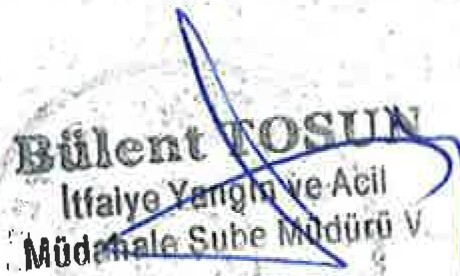 Bülent TOSUN
İtfaiye Yangın ve Acil
Müdahale Şube Müdürü V.